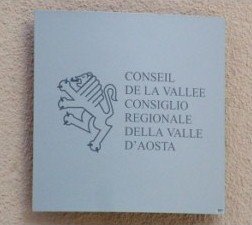 CONSEIL
DE LA VALLEE
CONSIGLIO
REGIONALE
DELLA VALLE
D'AOSTA